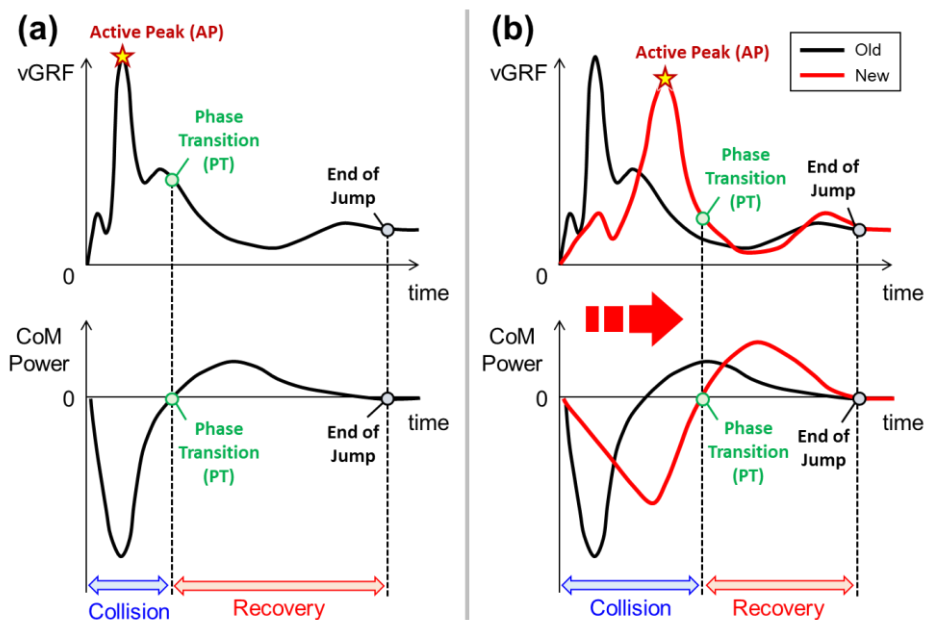 (a)
Active Peak (AP)
vGRF
Phase
Transition
(PT)
End of
Jump
0
time
CoM
Power
0
time
Phase
Transition
(PT)
End of
Jump
Collision
Recovery
(b)
Old
New
Active Peak (AP)
vGRF
Phase
Transition
(PT)
End of
Jump
0
time
CoM
Power
0
time
Phase
Transition
(PT)
End of
Jump
Collision
Recovery